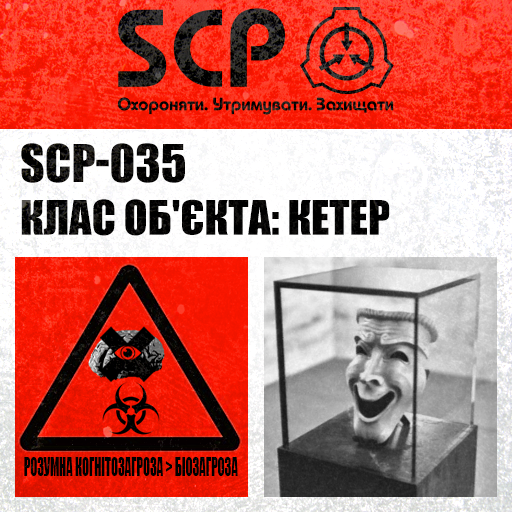 SCP
Охороняти. Утримувати. Захищати
SCP-035
КЛАС ОБ'ЄКТА: КЕТЕР
РОЗУМНА КОГНІТОЗАГРОЗА > БІОЗАГРОЗА